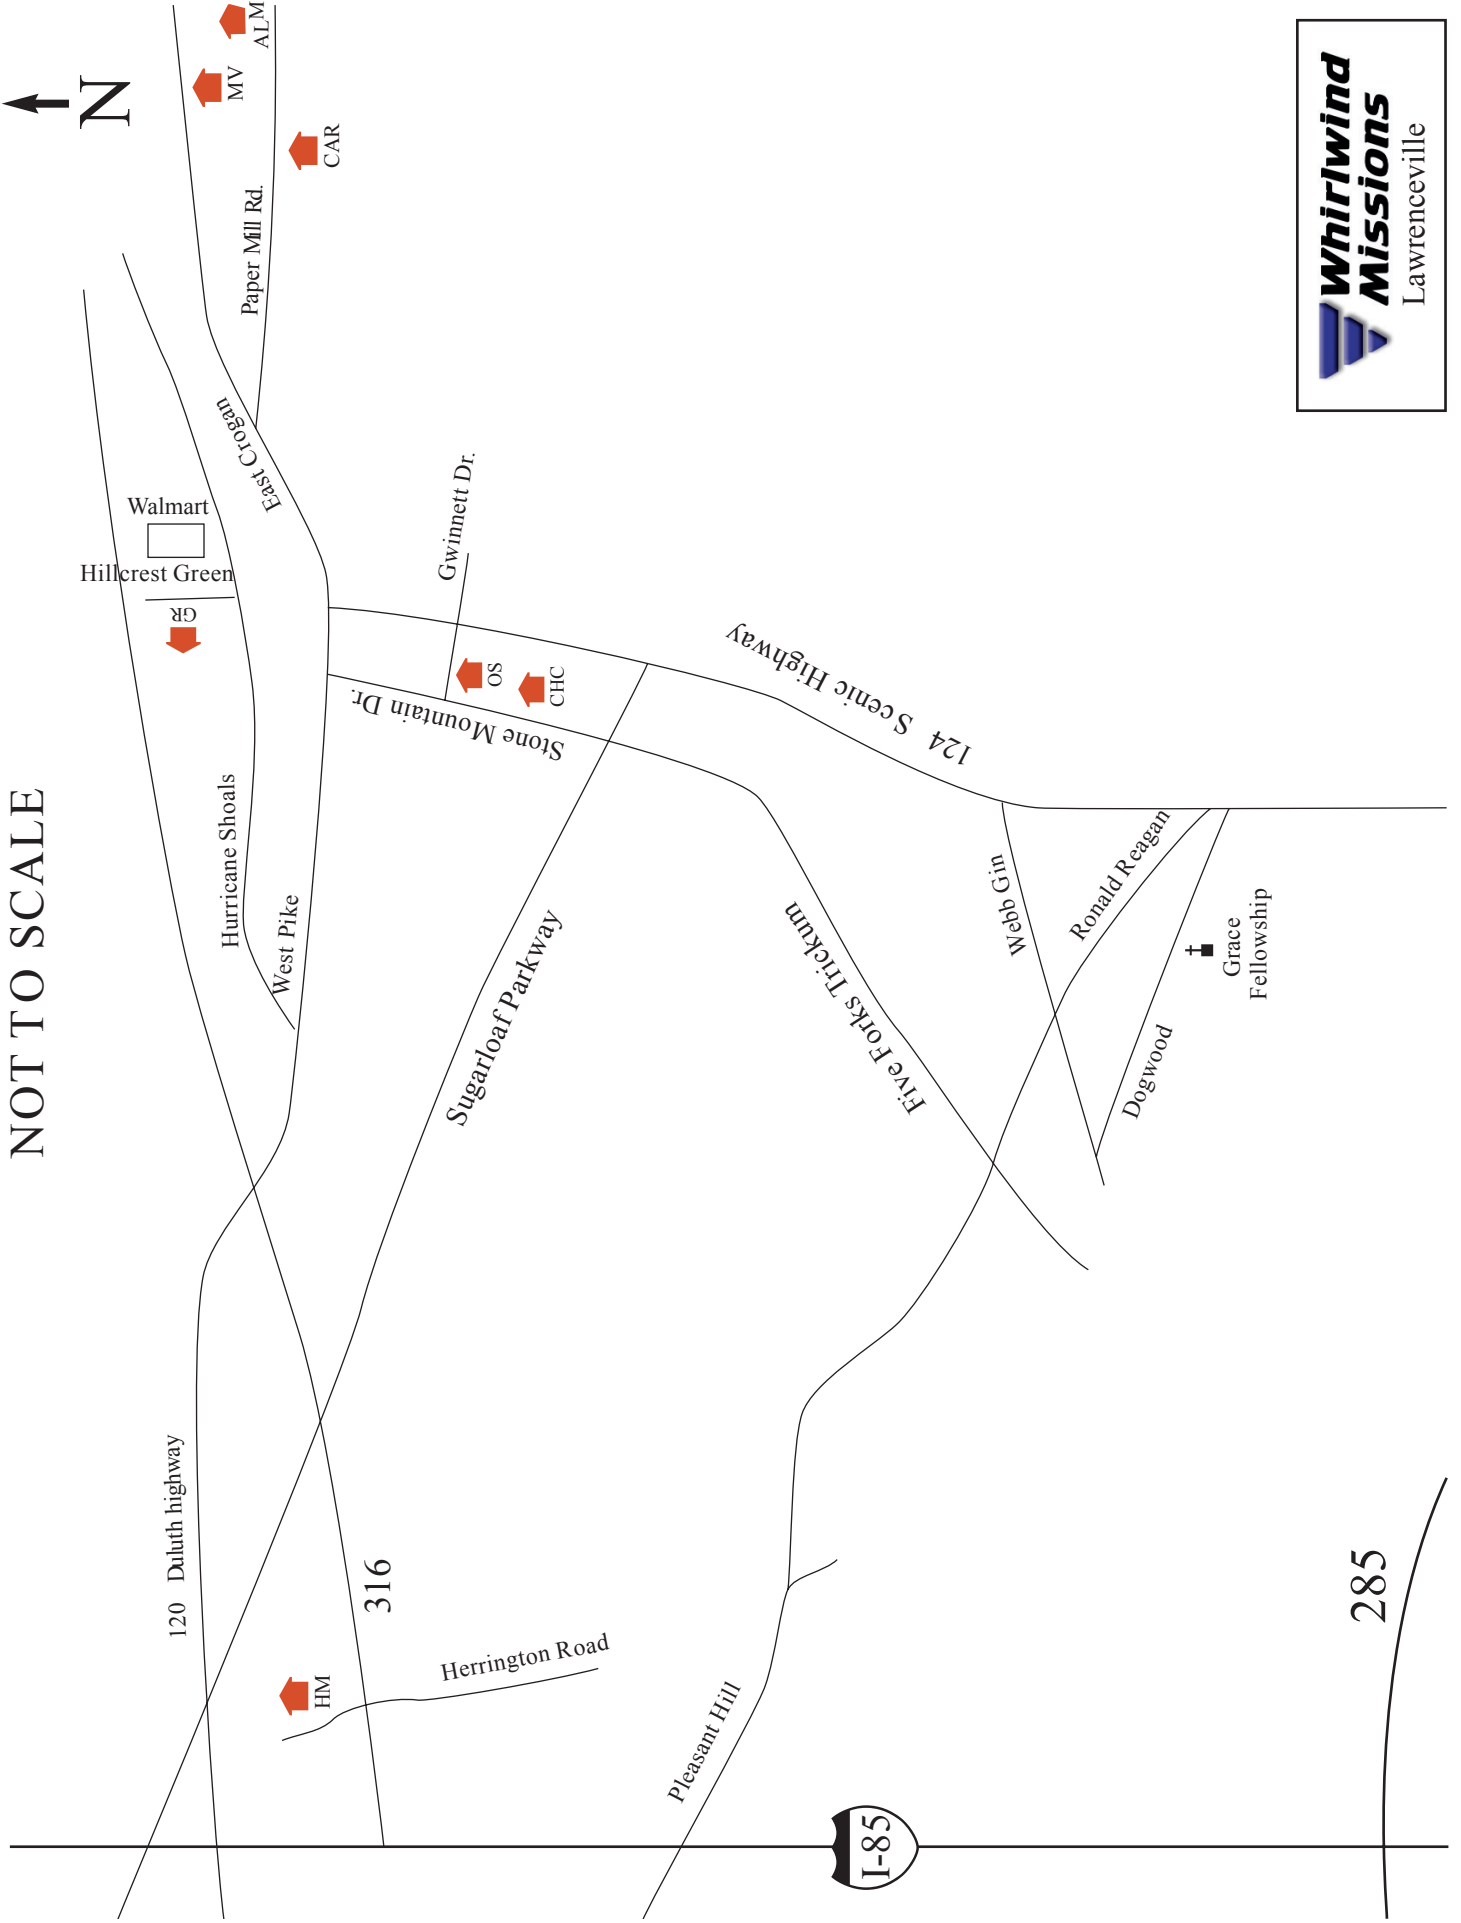 NOT TO SCALE
N
ALM
MV
CAR
Paper Mill Rd.
East Crogan
Walmart
Hillcrest Green
GR
Hurricane Shoals
West Pike
Gwinnett Dr.
OS
CHC
Stone Mountain Dr.
124 Scenic Highway
Sugarloaf Parkway
Five Forks Trickum
Webb Gin
Ronald Reagan
Dogwood
Grace
Fellowship
120 Duluth highway
316
HM
Herrington Road
Pleasant Hill
I-85
285
Whirlwind
Missions
Lawrenceville